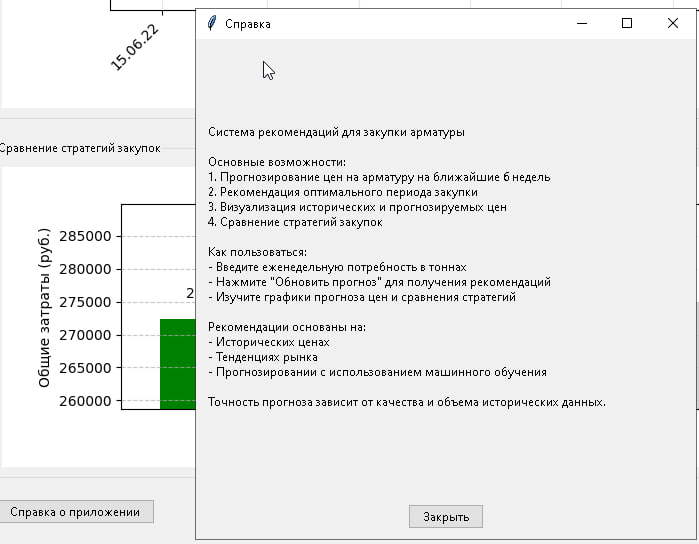 Справка
15.06.22
Система рекомендаций для закупки арматуры
Сравнение стратегий закупок
Основные возможности:
1. Прогнозирование цен на арматуру на ближайшие 6 недель
2. Рекомендация оптимального периода закупки
3. Визуализация исторических и прогнозируемых цен
4. Сравнение стратегий закупок
Как пользоваться:
- Введите еженедельную потребность в тоннах
- Нажмите "Обновить прогноз" для получения рекомендаций
- Изучите графики прогноза цен и сравнения стратегий
Рекомендации основаны на:
- Исторических ценах
- Тенденциях рынка
- Прогнозировании с использованием машинного обучения
Точность прогноза зависит от качества и объема исторических данных.
Закрыть
Общие затраты (руб.)
285000
280000
275000
270000
265000
260000
2
Справка о приложении